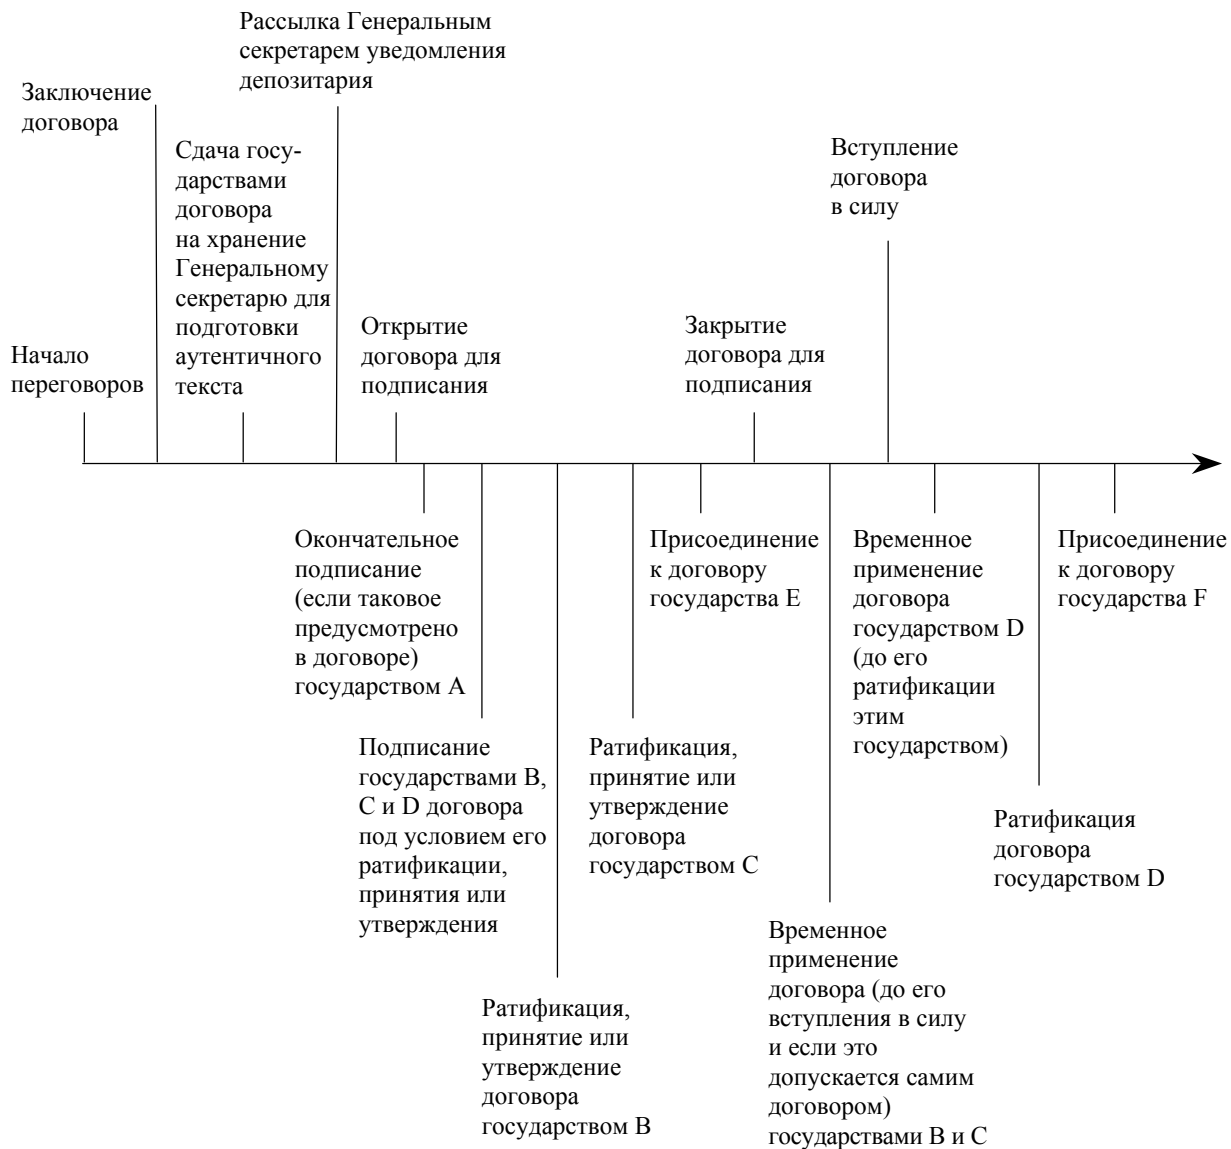 Рассылка Генеральным
секретарем уведомления
депозитария
Заключение
договора
Сдача госу-
дарствами
договора
на хранение
Генеральному
секретарю для
подготовки
аутентичного
текста
Вступление
договора
в силу
Начало
переговоров
Открытие
договора для
подписания
Закрытие
договора для
подписания
Окончательное
подписание
(если таковое
предусмотрено
в договоре)
государством A
Присоединение
к договору
государства E
Временное
применение
договора
государством D
(до его
ратификации
этим
государством)
Присоединение
к договору
государства F
Подписание
государствами B,
C и D договора
под условием его
ратификации,
принятия или
утверждения
Ратификация,
принятие или
утверждение
договора
государством C
Ратификация
договора
государством D
Ратификация,
принятие или
утверждение
договора
государством B
Временное
применение
договора (до его
вступления в силу
и если это
допускается самим
договором)
государствами B и C